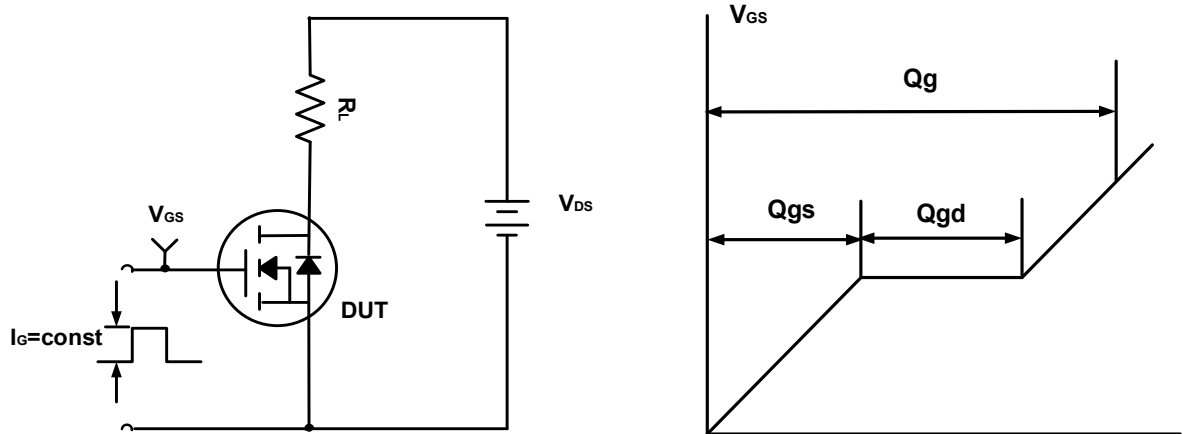 RL
VGS
VDS
DUT
IG=const
VGS
Qg
Qgs
Qgd